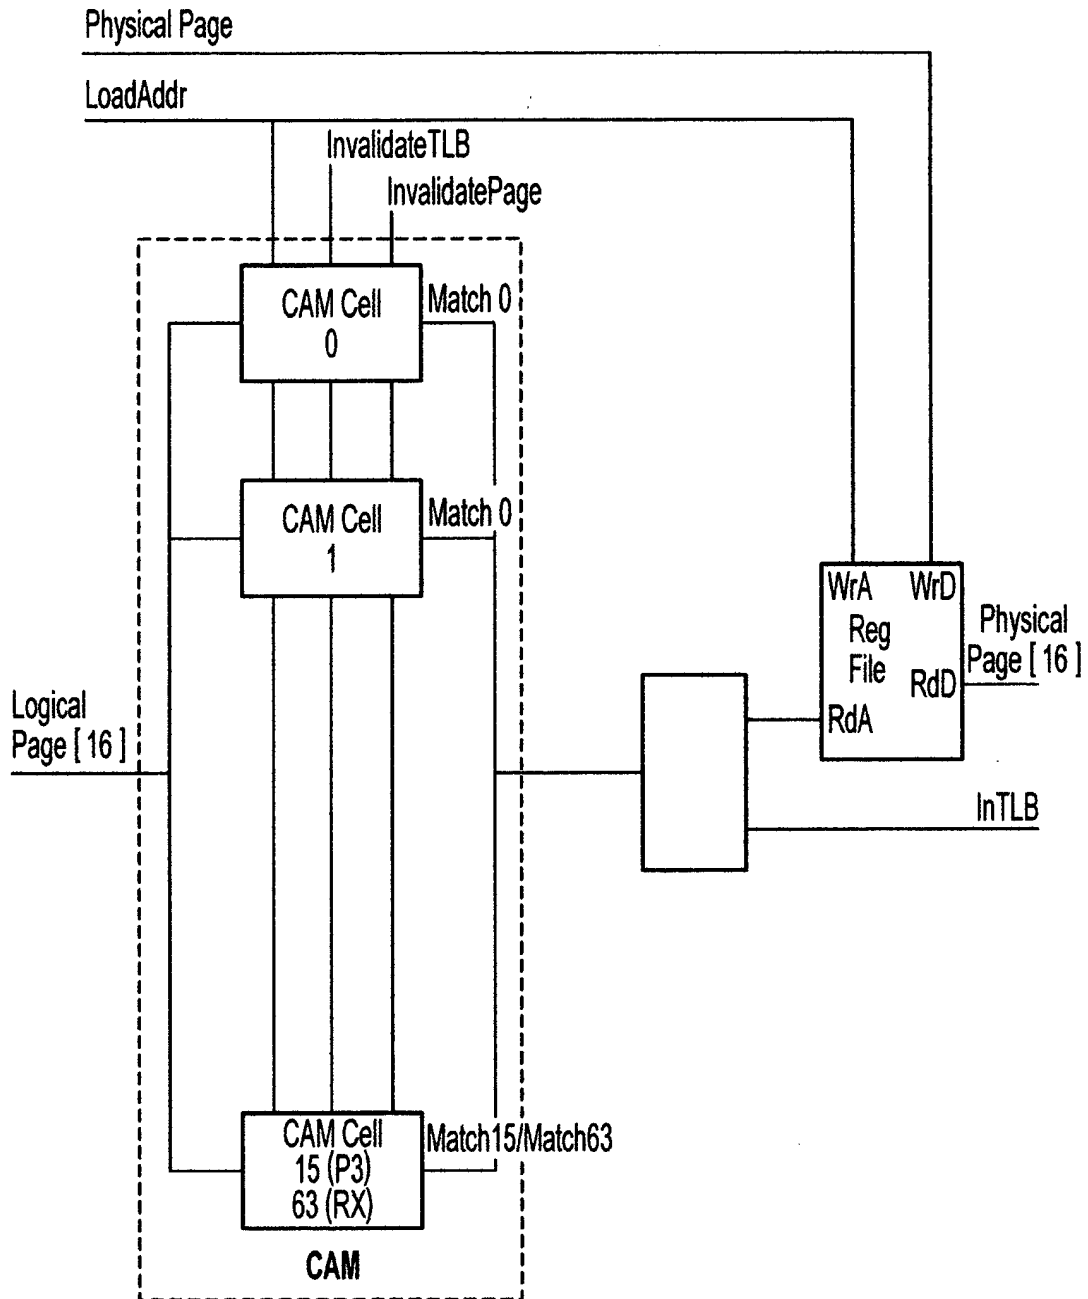 Physical Page
LoadAddr
InvalidateTLB
InvalidatePage
CAM Cell
0
Match 0
CAM Cell
1
Match 0
WrA WrD
Reg
File
RdD
RdA
Physical
Page [ 16 ]
Logical
Page [ 16 ]
InTLB
CAM Cell
15 (P3)
63 (RX)
Match15/Match63
CAM